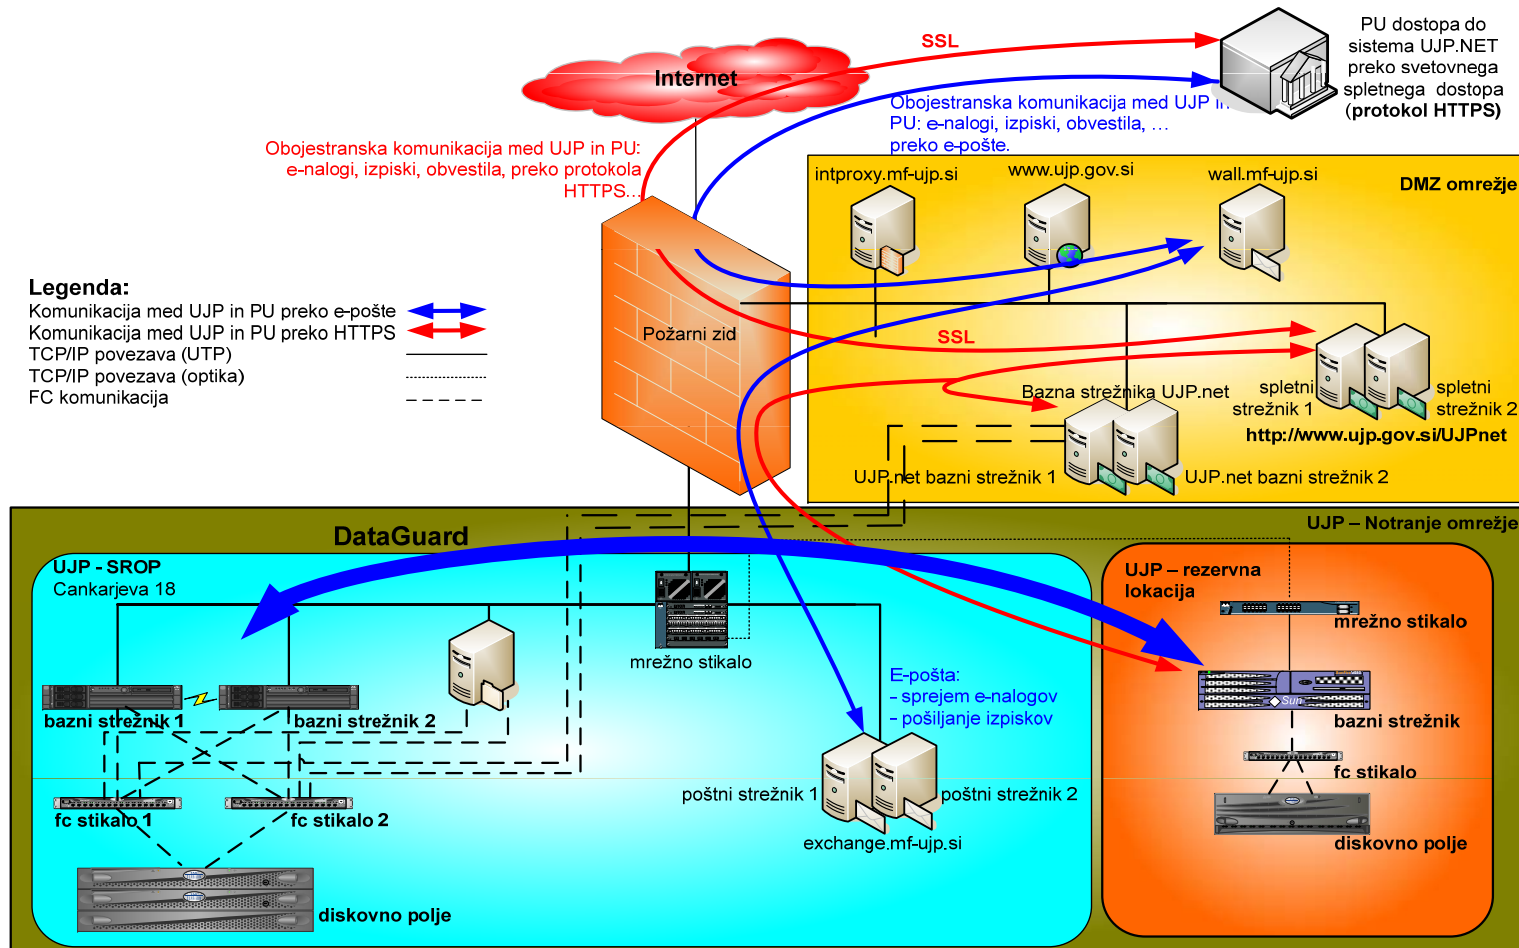 SSL
Internet
PU dostopa do
sistema UJP.NET
preko svetovnega
spletnega dostopa
(protokol HTTPS)
Obojestranska komunikacija med UJP in
PU: e-nalogi, izpiski, obvestila, …
preko e-pošte.
Obojestranska komunikacija med UJP in PU:
e-nalogi, izpiski, obvestila, preko protokola
HTTPS…
intproxy.mf-ujp.si
www.ujp.gov.si
wall.mf-ujp.si
DMZ omrežje
Legenda:
Komunikacija med UJP in PU preko e-pošte
Komunikacija med UJP in PU preko HTTPS
TCP/IP povezava (UTP)
TCP/IP povezava (optika)
FC komunikacija
Požarni zid
SSL
Bazna strežnika UJP.net
spletni
strežnik 1
spletni
strežnik 2
http://www.ujp.gov.si/UJPnet
UJP.net bazni strežnik 1
UJP.net bazni strežnik 2
DataGuard
UJP – Notranje omrežje
UJP - SROP
Cankarjeva 18
UJP – rezervna
lokacija
mrežno stikalo
mrežno stikalo
E-pošta:
- sprejem e-nalogov
- pošiljanje izpiskov
bazni strežnik 1
bazni strežnik 2
Sun
bazni strežnik
fc stikalo
fc stikalo 1
fc stikalo 2
poštni strežnik 1
poštni strežnik 2
exchange.mf-ujp.si
diskovno polje
diskovno polje